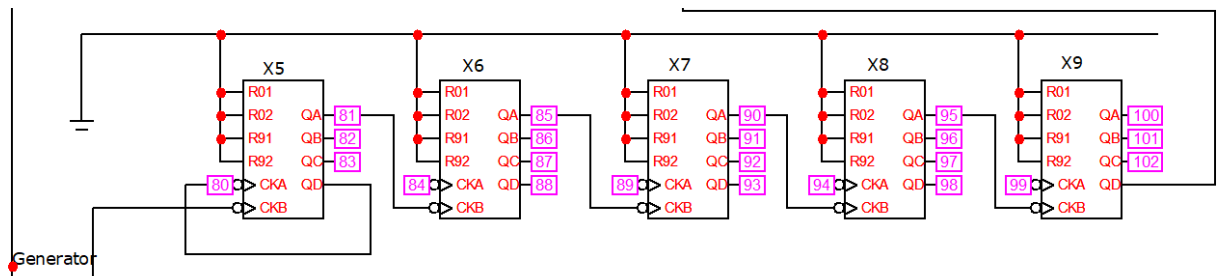 X5 X6 X7 X8 X9
R01 R01 R01 R01 R01
R02 QA 81 R02 QA 85 R02 QA 90 R02 QA 95 R02 QA 100
R91 QB 82 R91 QB 86 R91 QB 91 R91 QB 96 R91 QB 101
R92 QC 83 R92 QC 87 R92 QC 92 R92 QC 97 R92 QC 102
80 CKA QD 84 CKA QD 88 89 CKA QD 93 94 CKA QD 98 99 CKA QD
CKB CKB CKB CKB CKB
Generator